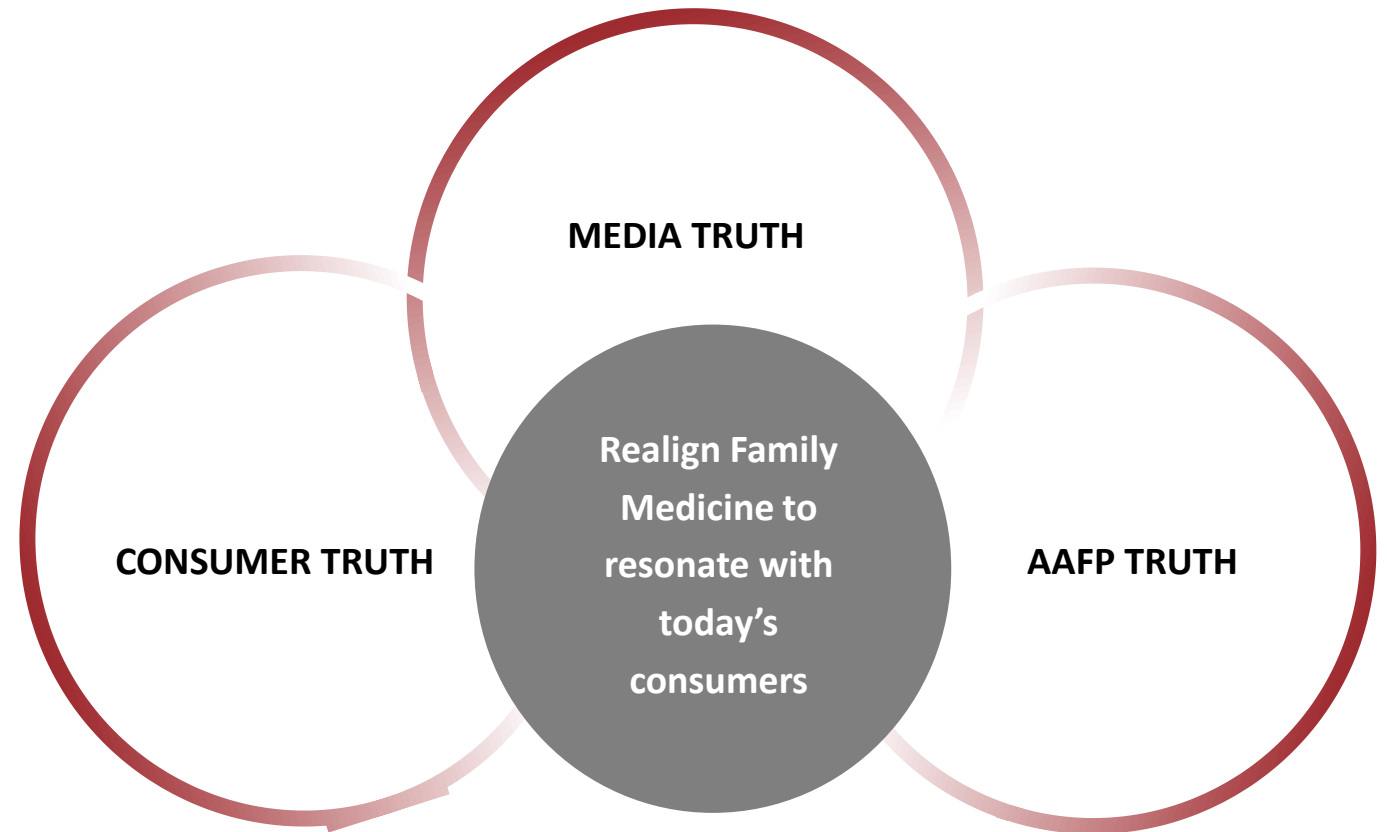 MEDIA TRUTH
Realign Family
Medicine to
resonate with
today’s
consumers
CONSUMER TRUTH
AAFP TRUTH